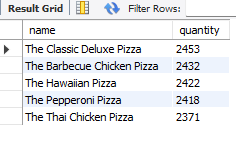 Result Grid Filter Rows:
name quantity
The Classic Deluxe Pizza 2453
The Barbecue Chicken Pizza 2432
The Hawaiian Pizza 2422
The Pepperoni Pizza 2418
The Thai Chicken Pizza 2371